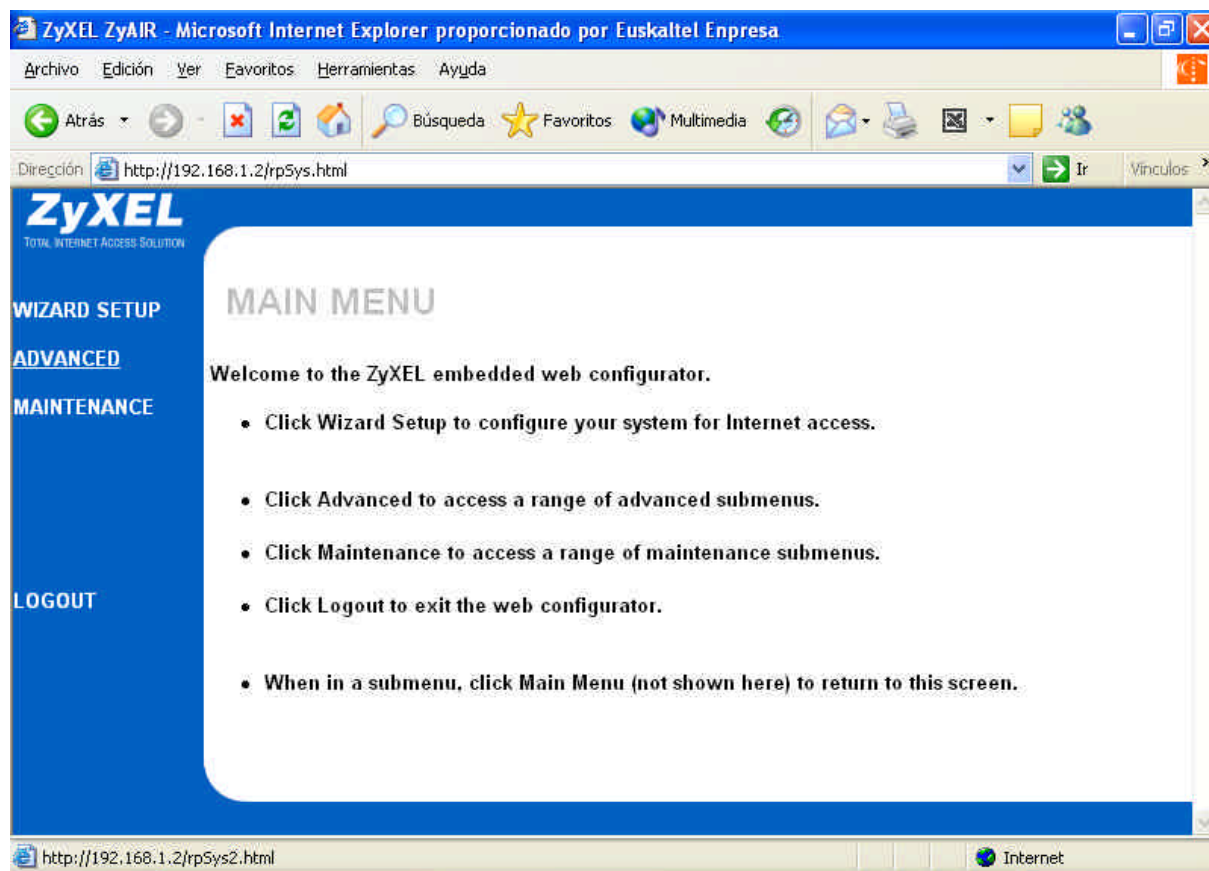 ZyXEL ZyAIR - Microsoft Internet Explorer proporcionado por Euskaltel Enpresa
Archivo Edición Ver Favoritos Herramientas Ayuda
Atrás Búsqueda Favoritos Multimedia
Dirección http://192.168.1.2/rpSys.html Ir Vínculos
ZyXEL
TOTAL INTERNET ACCESS SOLUTION
WIZARD SETUP
ADVANCED
MAINTENANCE
LOGOUT
MAIN MENU
Welcome to the ZyXEL embedded web configurator.
• Click Wizard Setup to configure your system for Internet access.
• Click Advanced to access a range of advanced submenus.
• Click Maintenance to access a range of maintenance submenus.
• Click Logout to exit the web configurator.
• When in a submenu, click Main Menu (not shown here) to return to this screen.
http://192.168.1.2/rpSys2.html Internet